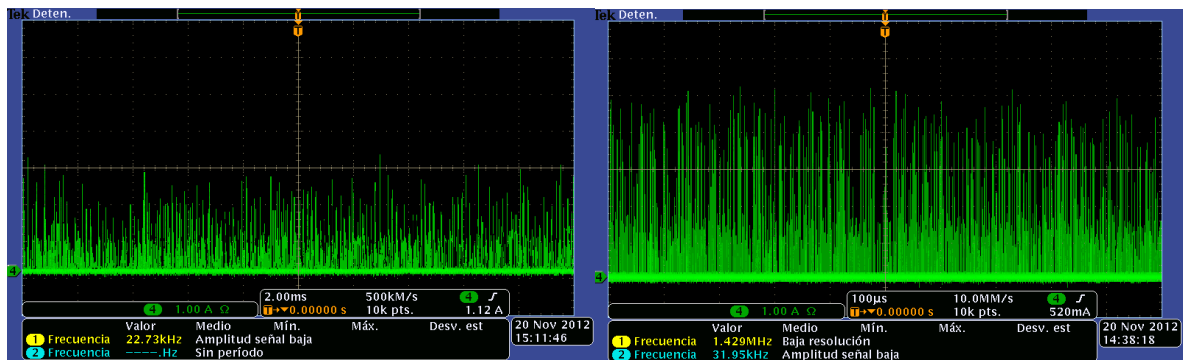 Tek Deten.
T
T
4
4 1.00 A Ω
2.00ms 500kM/s 4
T→▼0.00000 s 10k pts. 1.12 A
Valor Medio Mín. Máx. Desv. est
1 Frecuencia 22.73kHz Amplitud señal baja
2 Frecuencia ----.Hz Sin período
20 Nov 2012
15:11:46
Tek Deten.
T
T
4
4 1.00 A Ω
100µs 10.0MM/s 4
T→▼0.00000 s 10k pts. 520mA
Valor Medio Mín. Máx. Desv. est
1 Frecuencia 1.429MHz Baja resolución
2 Frecuencia 31.95kHz Amplitud señal baja
20 Nov 2012
14:38:18